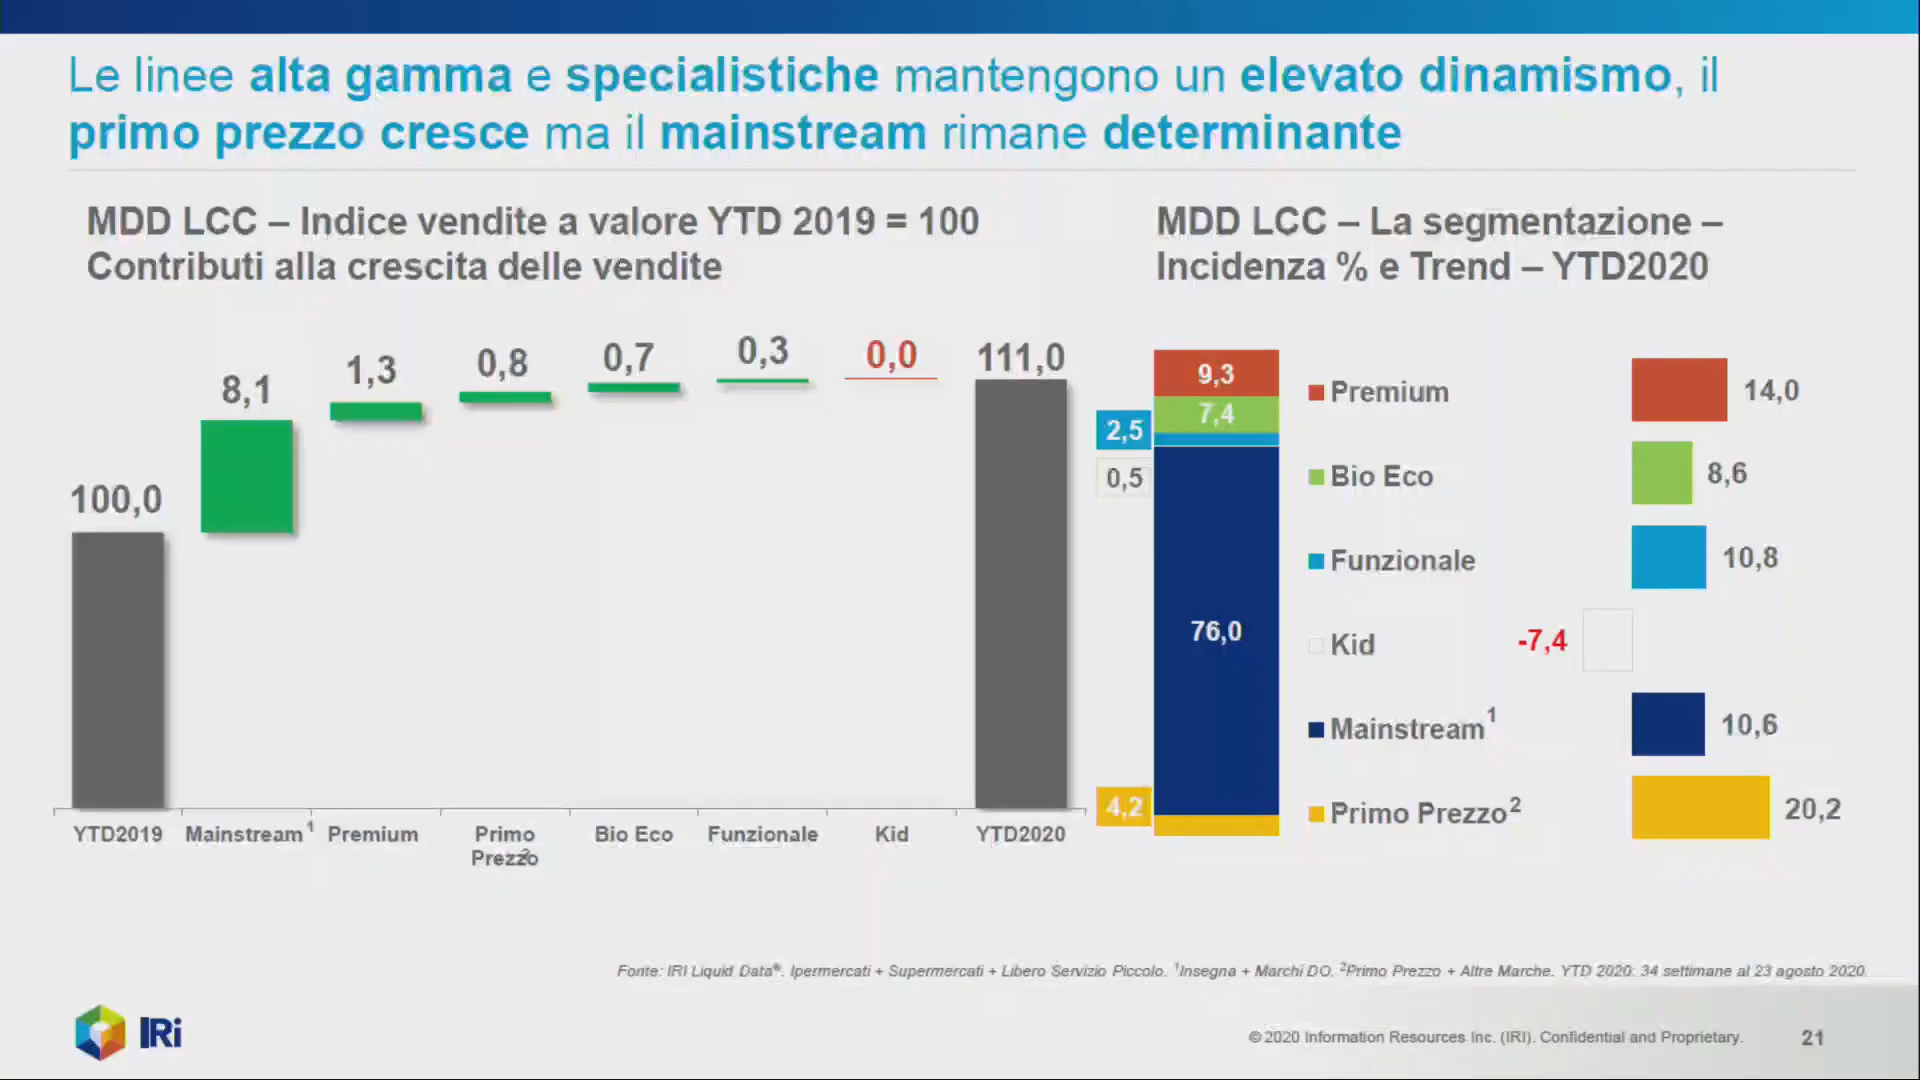 Le linee alta gamma e specialistiche mantengono un elevato dinamismo, il
primo prezzo cresce ma il mainstream rimane determinante
MDD LCC – Indice vendite a valore YTD 2019 = 100
Contributi alla crescita delle vendite
100,0
8,1
1,3
0,8
0,7
0,3
0,0
111,0
YTD2019
Mainstream¹
Premium
Primo
Prezzo²
Bio Eco
Funzionale
Kid
YTD2020
MDD LCC – La segmentazione –
Incidenza % e Trend – YTD2020
9,3
7,4
2,5
0,5
76,0
4,2
Premium 14,0
Bio Eco 8,6
Funzionale 10,8
Kid -7,4
Mainstream¹ 10,6
Primo Prezzo² 20,2
Fonte: IRI Liquid Data®. Ipermercati + Supermercati + Libero Servizio Piccolo. ¹Insegna + Marchi DO. ²Primo Prezzo + Altre Marche. YTD 2020: 34 settimane al 23 agosto 2020.
IRi
© 2020 Information Resources Inc. (IRI). Confidential and Proprietary.
21